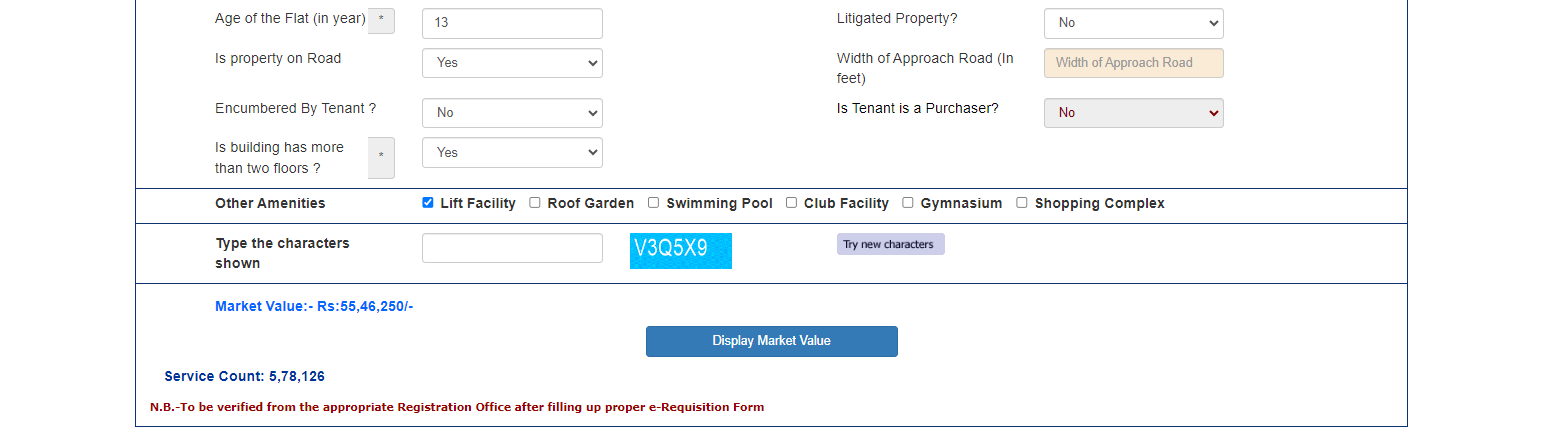 Age of the Flat (in year) * 13 Litigated Property? No
Is property on Road Yes Width of Approach Road (In feet) Width of Approach Road
Encumbered By Tenant ? No Is Tenant is a Purchaser? No
Is building has more than two floors ? * Yes
Other Amenities Lift Facility Roof Garden Swimming Pool Club Facility Gymnasium Shopping Complex
Type the characters shown V3Q5X9 Try new characters
Market Value:- Rs:55,46,250/-
Display Market Value
Service Count: 5,78,126
N.B.-To be verified from the appropriate Registration Office after filling up proper e-Requisition Form